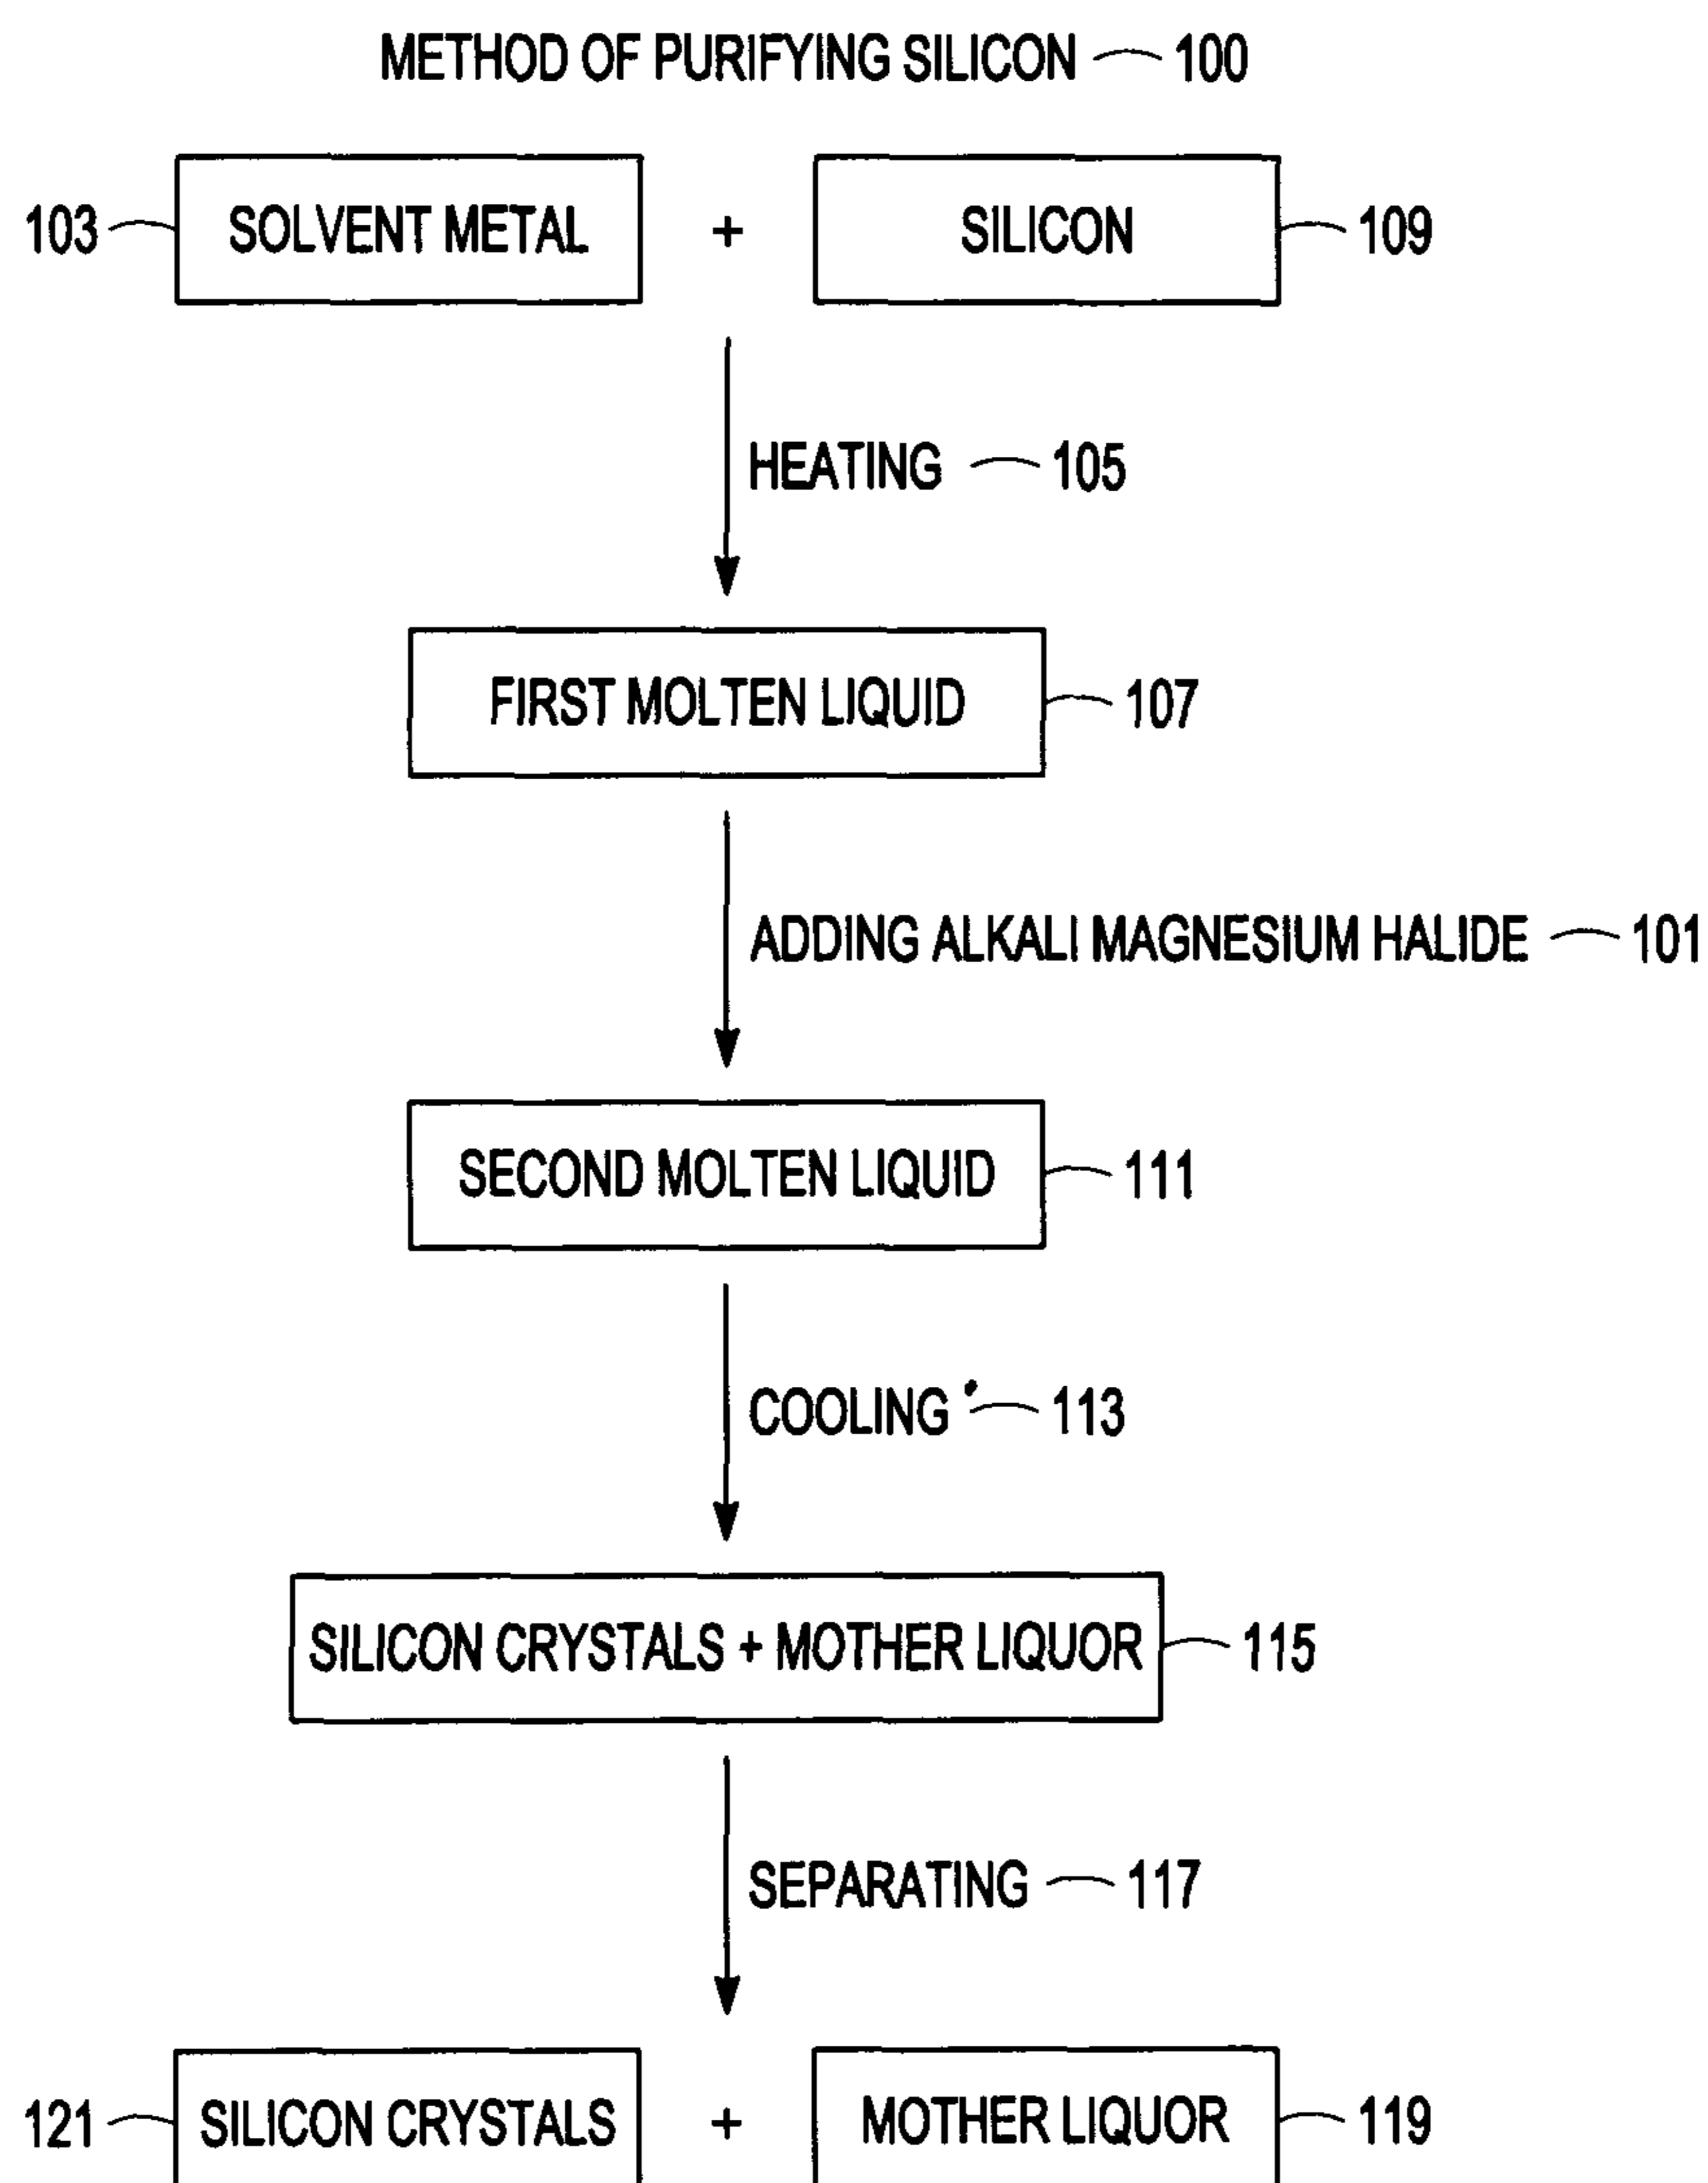 METHOD OF PURIFYING SILICON 100
103 SOLVENT METAL + SILICON 109
HEATING 105
FIRST MOLTEN LIQUID 107
ADDING ALKALI MAGNESIUM HALIDE 101
SECOND MOLTEN LIQUID 111
COOLING 113
SILICON CRYSTALS + MOTHER LIQUOR 115
SEPARATING 117
121 SILICON CRYSTALS + MOTHER LIQUOR 119